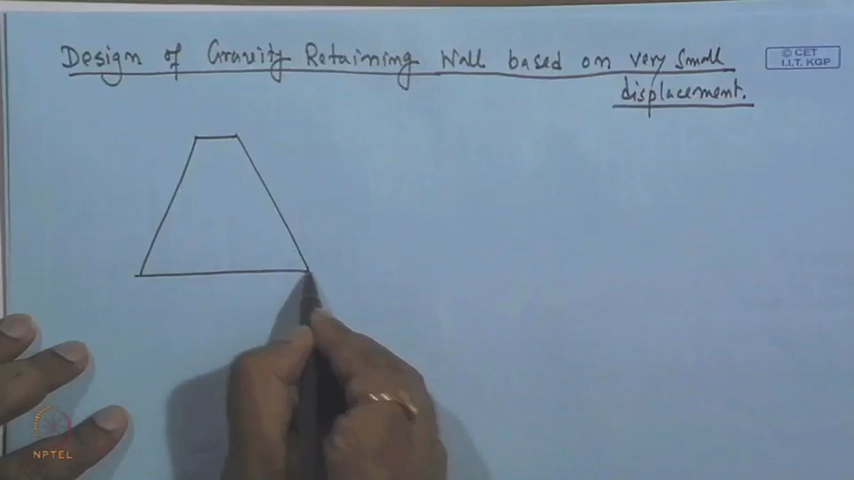 Design of Gravity Retaining Wall based on very small
displacement.
© CET
I.I.T. KGP
NPTEL